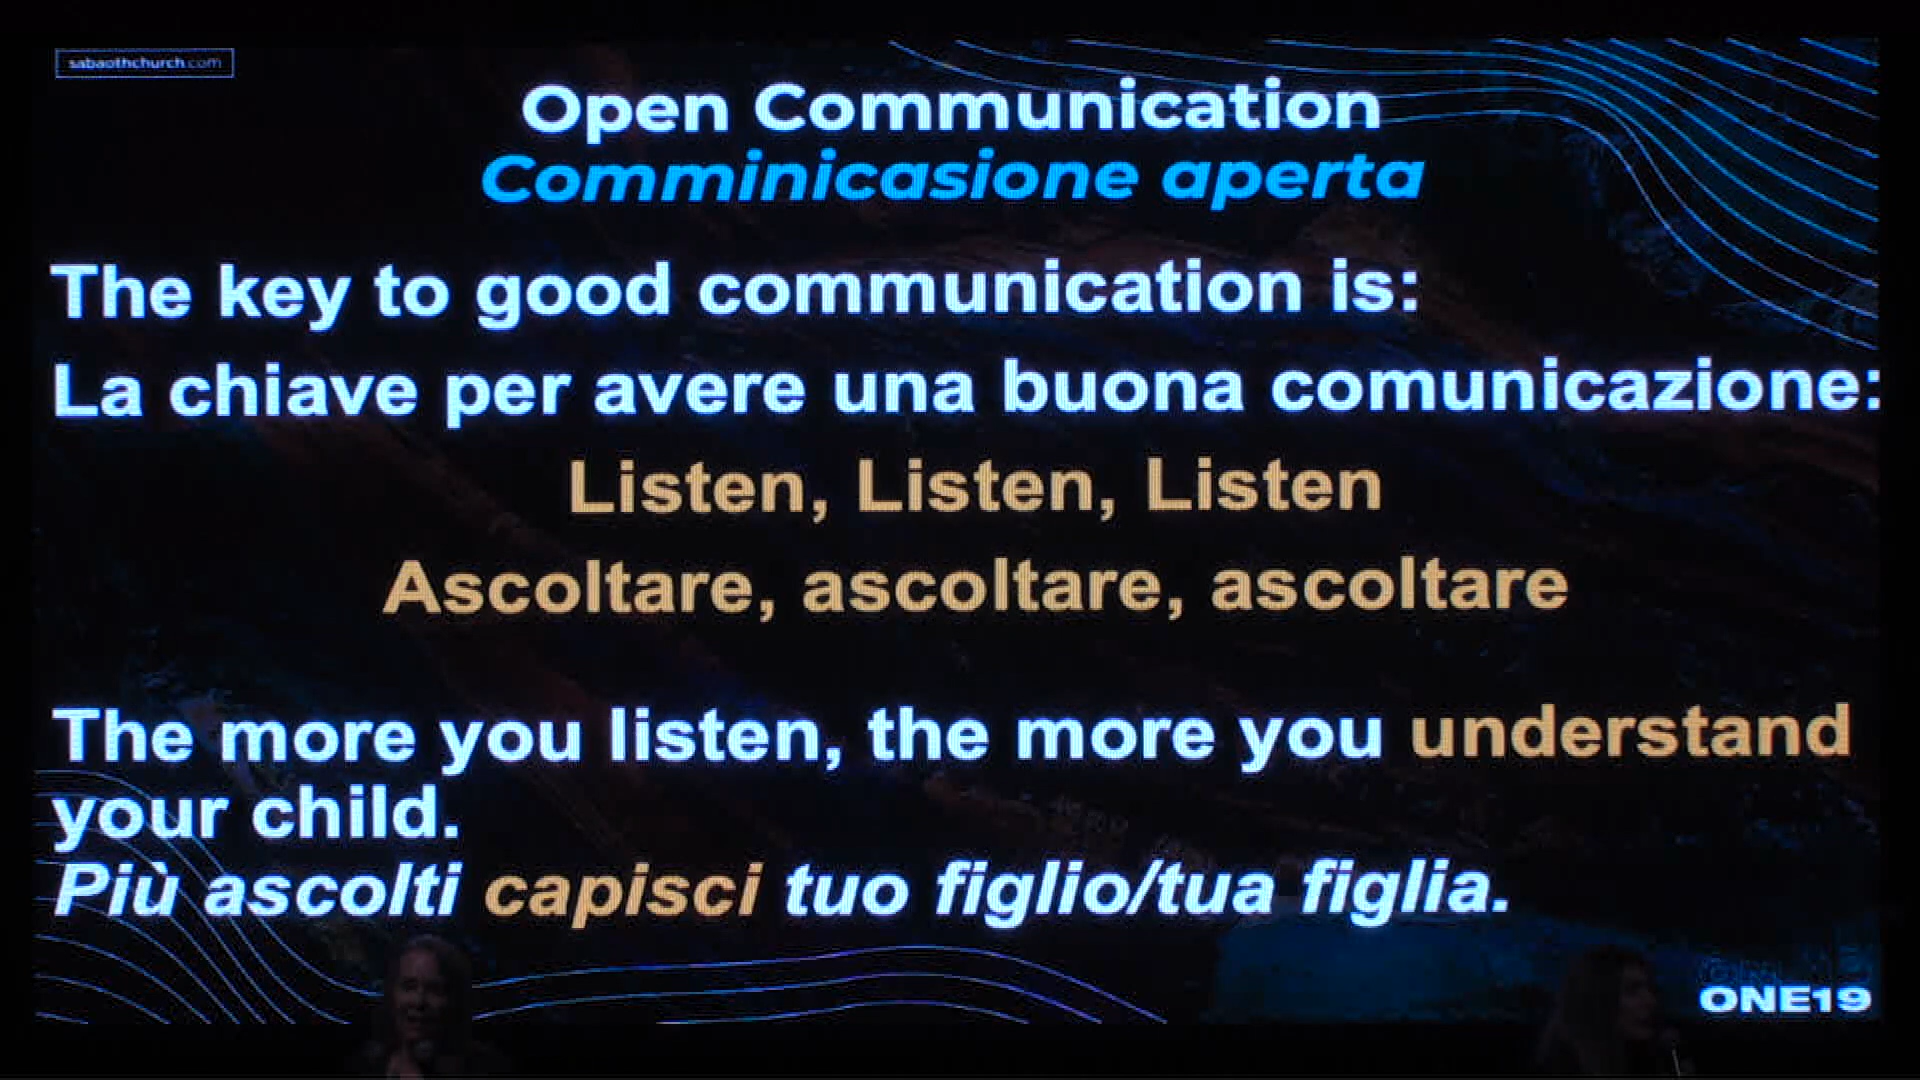 sabaothchurch.com
Open Communication
Comminicasione aperta
The key to good communication is:
La chiave per avere una buona comunicazione:
Listen, Listen, Listen
Ascoltare, ascoltare, ascoltare
The more you listen, the more you understand
your child.
Più ascolti capisci tuo figlio/tua figlia.
ONE19